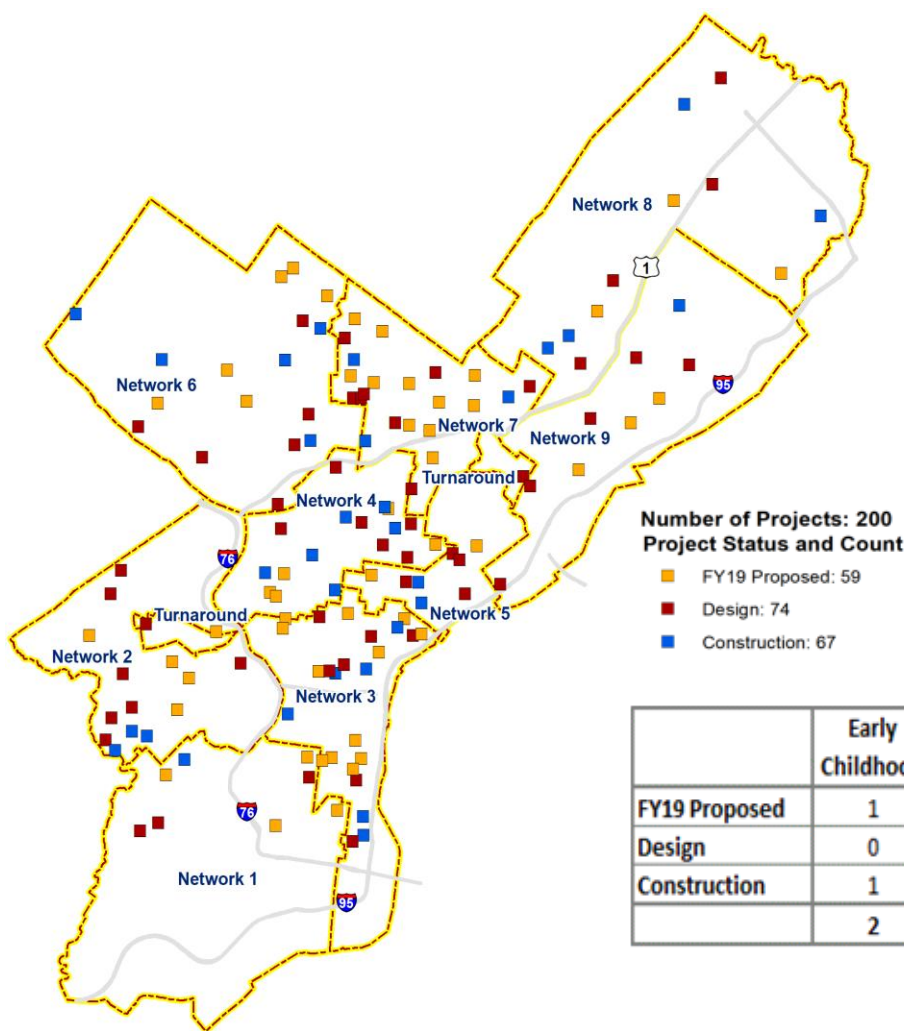 Network 8
1
Network 6
95
Network 7
Network 9
Turnaround
Network 4
76
Number of Projects: 200
Project Status and Count
FY19 Proposed: 59
Design: 74
Construction: 67
Turnaround
Network 5
Network 2
Network 3
76
Network 1
95
Early
FY19 Proposed 1
Design 0
Construction 1
2